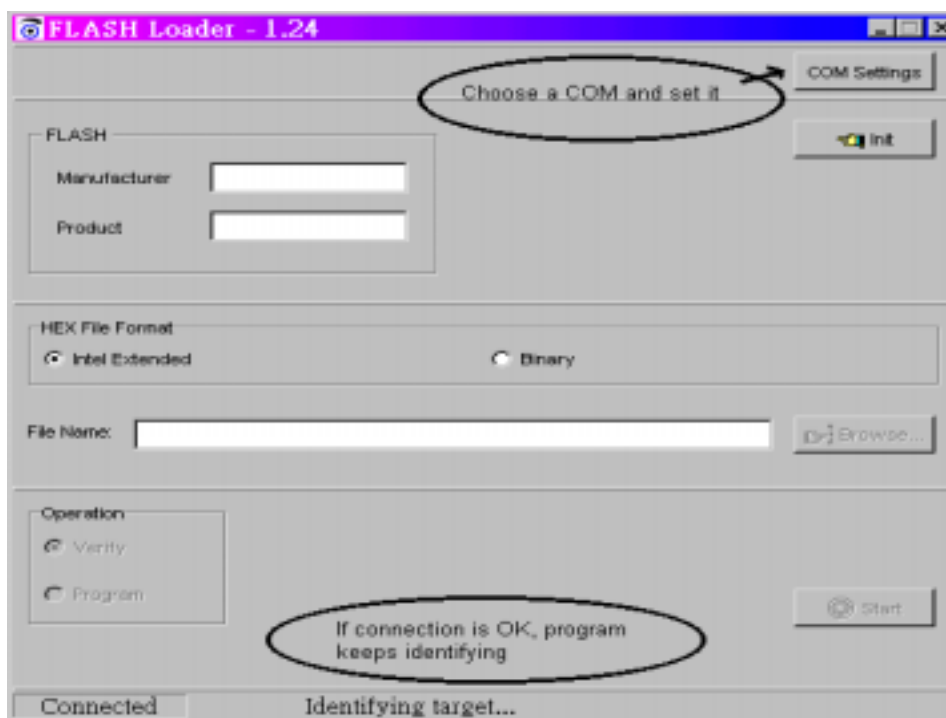 FLASH Loader - 1.24
COM Settings
Choose a COM and set it
FLASH
Init
Manufacturer
Product
HEX File Format
Intel Extended
Binary
File Name:
Browse...
Operation
Verify
Program
Start
If connection is OK, program
keeps identifying
Connected
Identifying target...